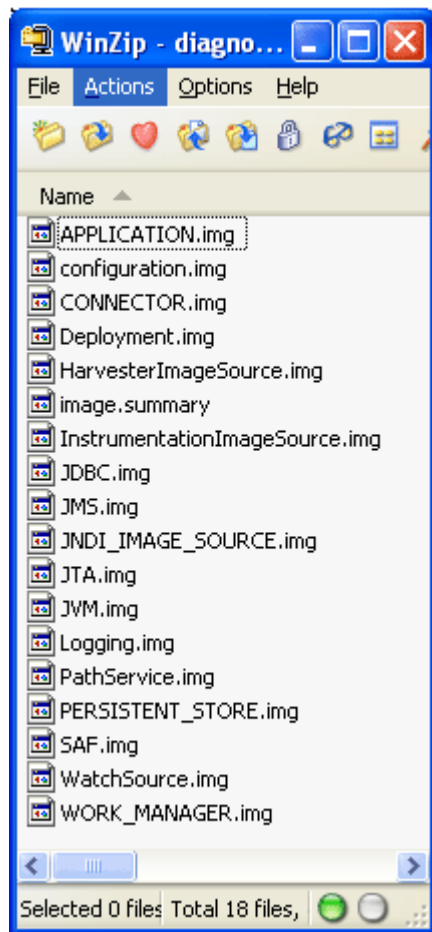 WinZip - diagno...
File Actions Options Help
Name
APPLICATION.img
configuration.img
CONNECTOR.img
Deployment.img
HarvesterImageSource.img
image.summary
InstrumentationImageSource.img
JDBC.img
JMS.img
JNDI_IMAGE_SOURCE.img
JTA.img
JVM.img
Logging.img
PathService.img
PERSISTENT_STORE.img
SAF.img
WatchSource.img
WORK_MANAGER.img
Selected 0 files Total 18 files,